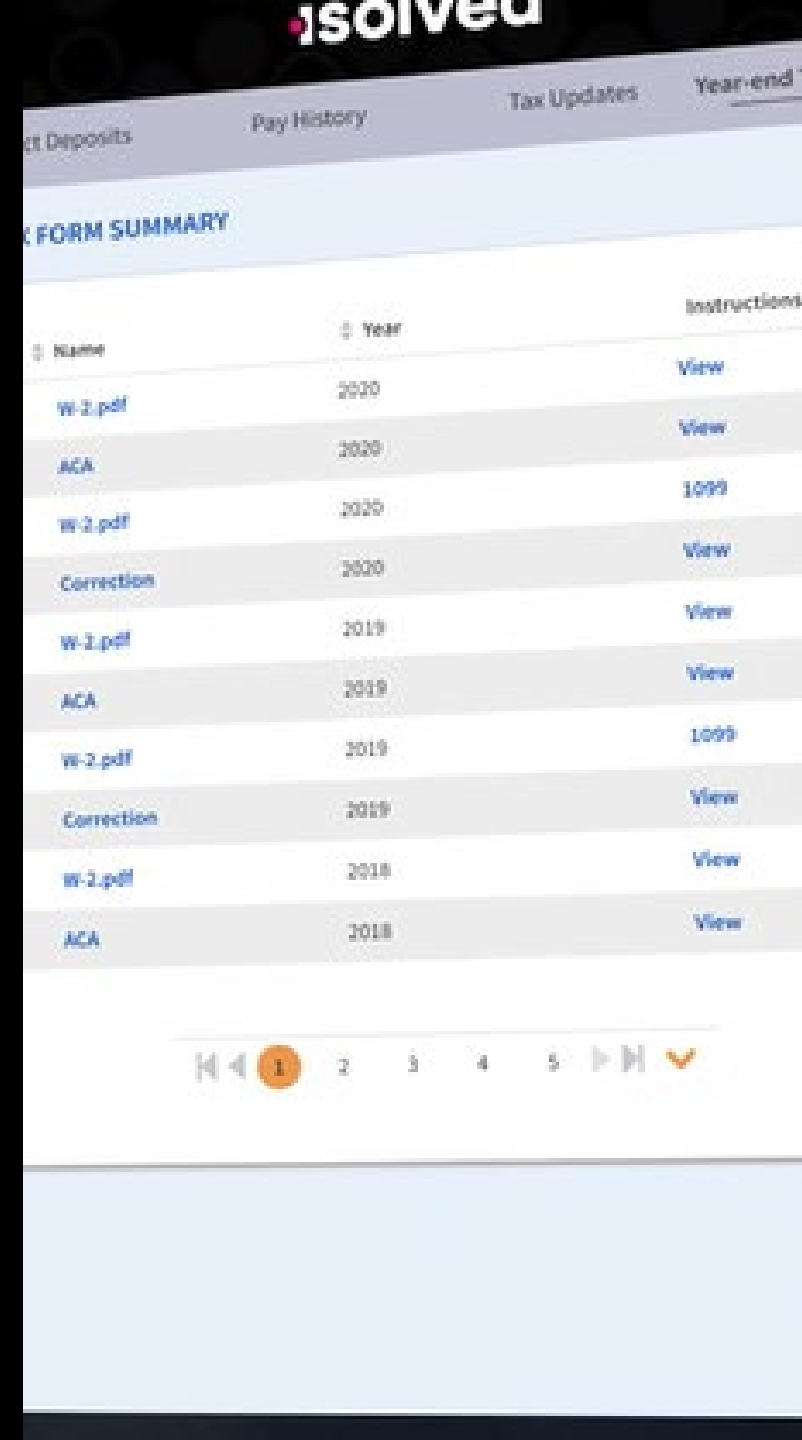 isolved
ct Deposits Pay History Tax Updates Year-end
FORM SUMMARY
Name Year Instructions
W-2.pdf 2020 View
ACA 2020 View
W-2.pdf 2020 1099
Correction 2020 View
W-2.pdf 2019 View
ACA 2019 View
W-2.pdf 2019 1099
Correction 2019 View
W-2.pdf 2018 View
ACA 2018 View
1 2 3 4 5